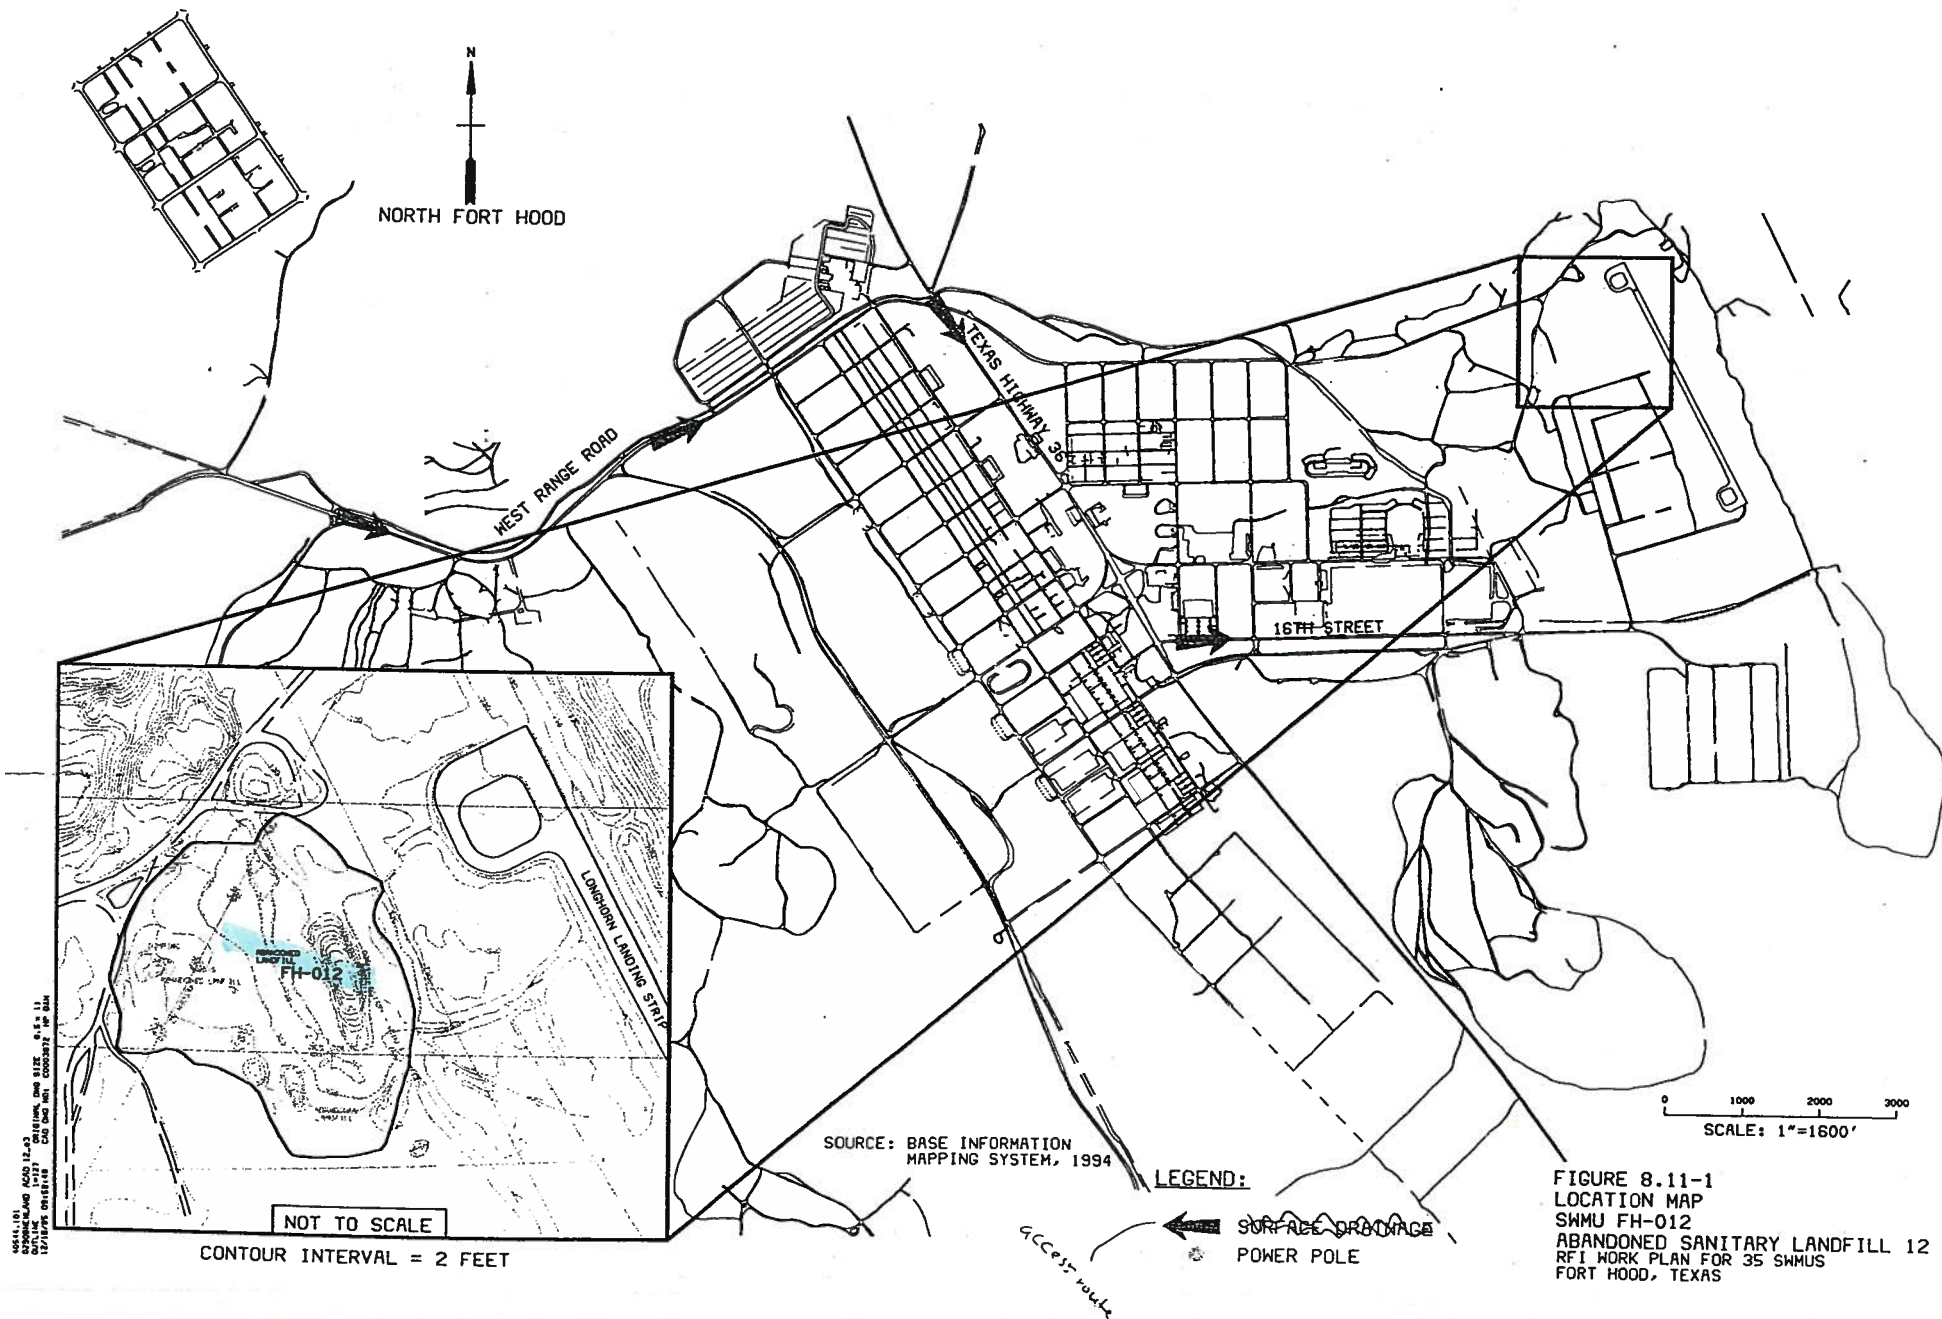 N
NORTH FORT HOOD
TEXAS HIGHWAY 36
WEST RANGE ROAD
16TH STREET
LONGHORN LANDING STRIP
ABANDONED
LANDFILL
FH-012
NOT TO SCALE
CONTOUR INTERVAL = 2 FEET
SOURCE: BASE INFORMATION
MAPPING SYSTEM, 1994
LEGEND:
SURFACE DRAINAGE
POWER POLE
access route
0 1000 2000 3000
SCALE: 1"=1600'
FIGURE 8.11-1
LOCATION MAP
SWMU FH-012
ABANDONED SANITARY LANDFILL 12
RFI WORK PLAN FOR 35 SWMUS
FORT HOOD, TEXAS